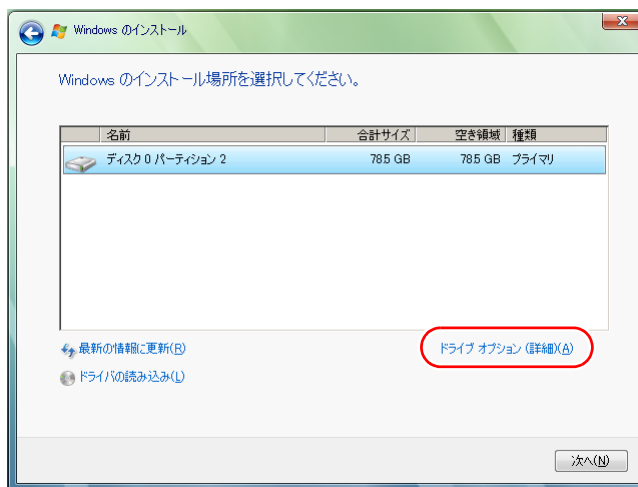 Windows のインストール
Windows のインストール場所を選択してください。
名前 合計サイズ 空き領域 種類
ディスク 0 パーティション 2 78.5 GB 78.5 GB プライマリ
最新の情報に更新(R) ドライブ オプション (詳細)(A)
ドライバの読み込み(L)
次へ(N)